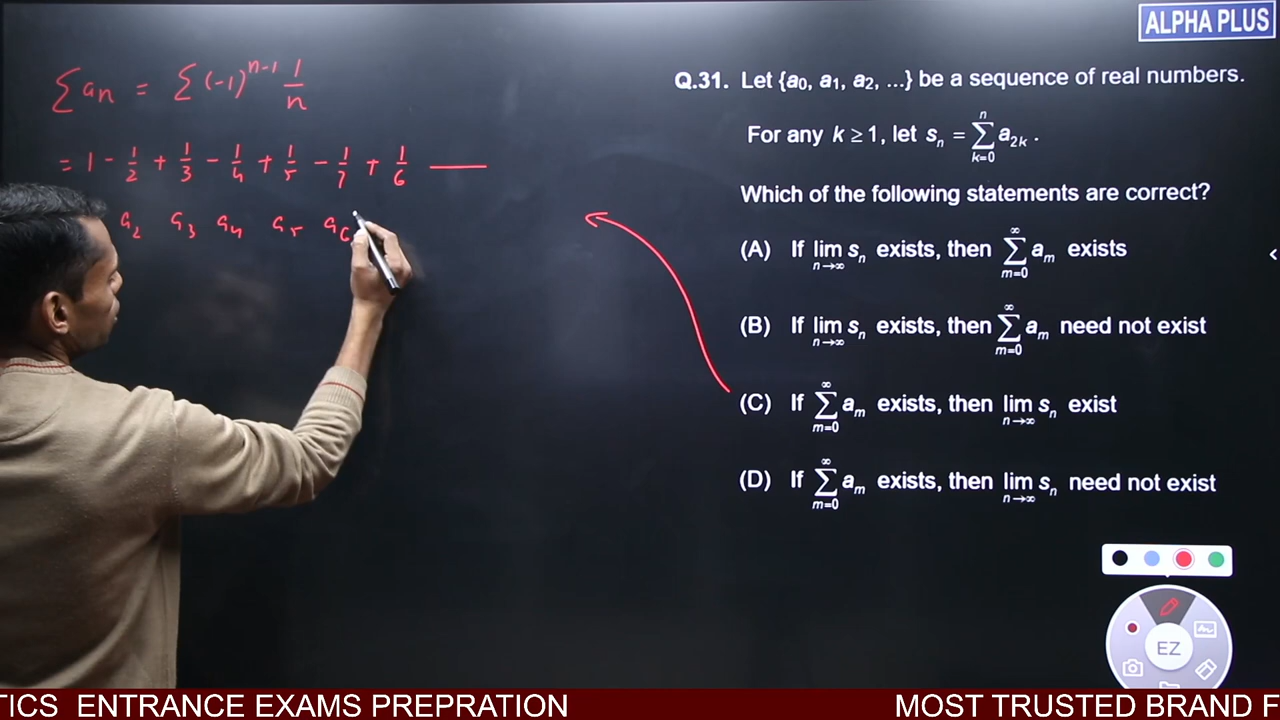 ALPHA PLUS
∑ aₙ = ∑ (-1)ⁿ⁻¹ 1/n
= 1 - 1/2 + 1/3 - 1/4 + 1/5 - 1/7 + 1/6 ———
a₂ a₃ a₄ a₅ a₆
Q.31. Let {a₀, a₁, a₂, ...} be a sequence of real numbers.
For any k ≥ 1, let sₙ = ∑_{k=0}^{n} a₂ₖ .
Which of the following statements are correct?
(A) If lim_{n→∞} sₙ exists, then ∑_{m=0}^{∞} aₘ exists
(B) If lim_{n→∞} sₙ exists, then ∑_{m=0}^{∞} aₘ need not exist
(C) If ∑_{m=0}^{∞} aₘ exists, then lim_{n→∞} sₙ exist
(D) If ∑_{m=0}^{∞} aₘ exists, then lim_{n→∞} sₙ need not exist
EZ
TICS ENTRANCE EXAMS PREPRATION MOST TRUSTED BRAND F